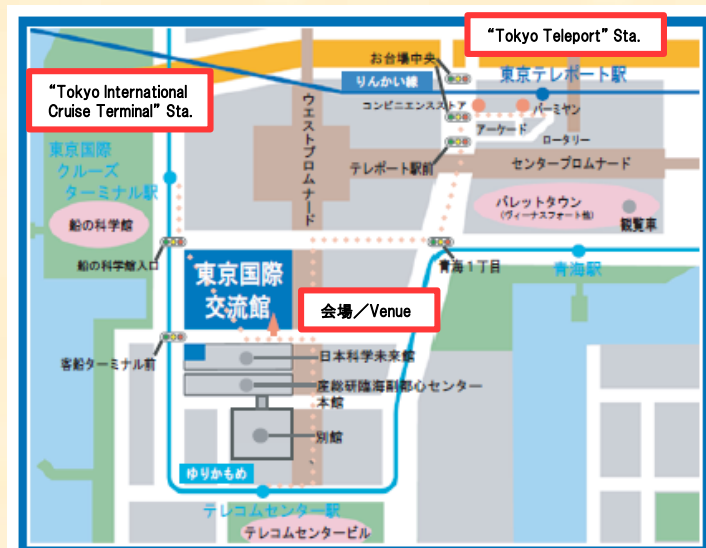 “Tokyo Teleport” Sta.
お台場中央
りんかい線
東京テレポート駅
“Tokyo International
Cruise Terminal” Sta.
コンビニエンスストア
バーミヤン
アーケード
ロータリー
ウエストプロムナード
テレポート駅前
センタープロムナード
東京国際
クルーズ
ターミナル駅
パレットタウン
(ヴィーナスフォート他)
観覧車
船の科学館
船の科学館入口
青海1丁目
青海駅
東京国際
交流館
会場／Venue
客船ターミナル前
日本科学未来館
産総研臨海副都心センター
本館
別館
ゆりかもめ
テレコムセンター駅
テレコムセンタービル